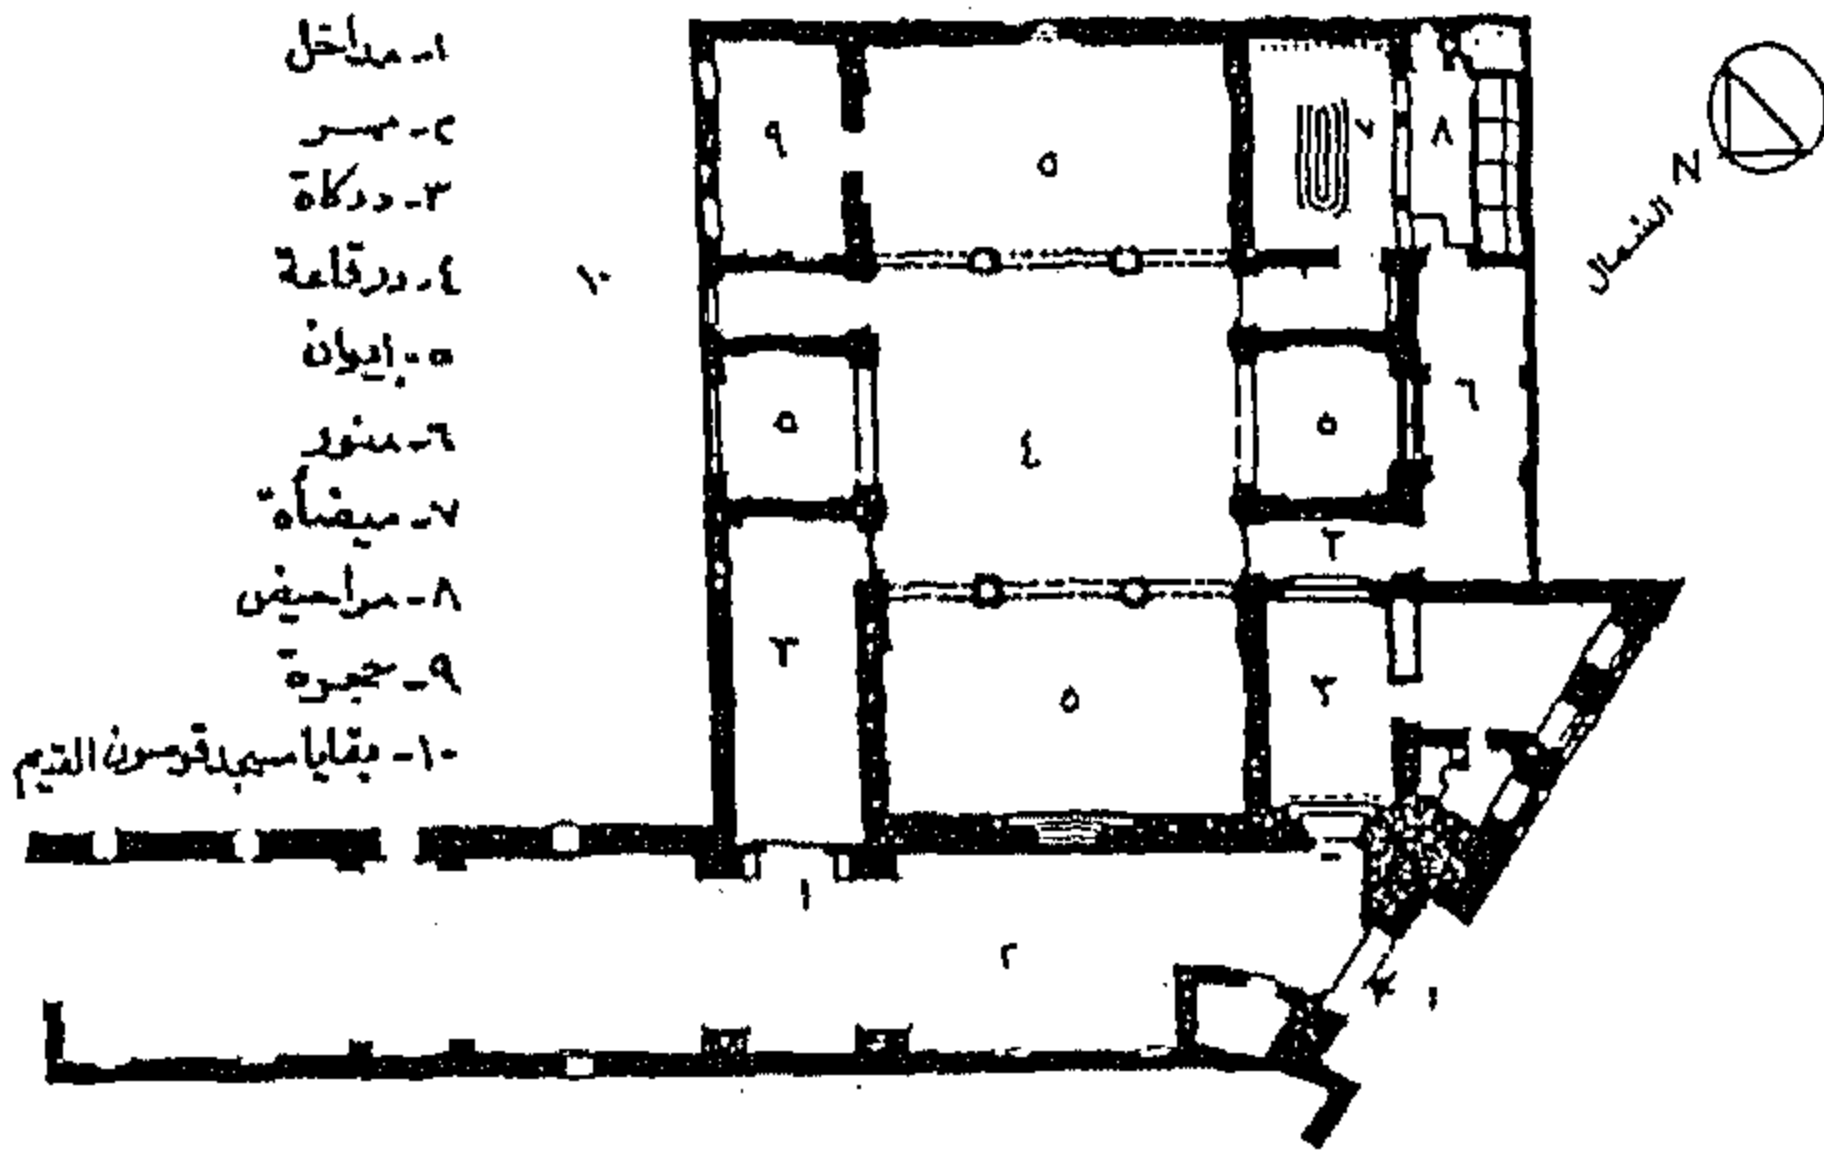 ١- مداخل
٢- ممر
٣- دركاة
٤- درقاعة
٥- إيوان
٦- منور
٧- ميضأة
٨- مراحيض
٩- حجرة
١٠- بقايا مسجد قوصون القديم
N الشمال
٩
٥
٧
٨
١٠
٥
٤
٥
٦
٢
٣
٥
٣
١
٢
١